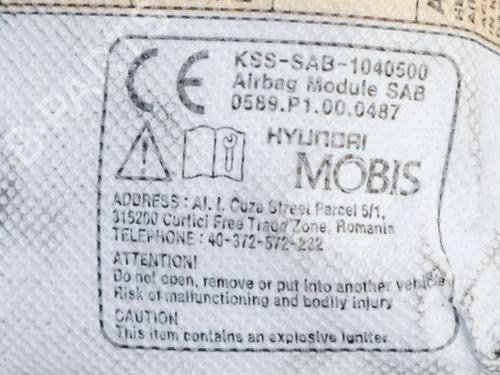 KSS-SAB-1040500
Airbag Module SAB
0589.P1.00.0487
HYUNDAI
MOBIS
ADDRESS : Al. I. Cuza Street Parcel 5/1,
315200 Curtici Free Trade Zone, Romania
TELEPHONE : 40-372-572-232
ATTENTION!
Do not open, remove or put into another vehicle
Risk of malfunctioning and bodily injury
CAUTION
This item contains an explosive igniter